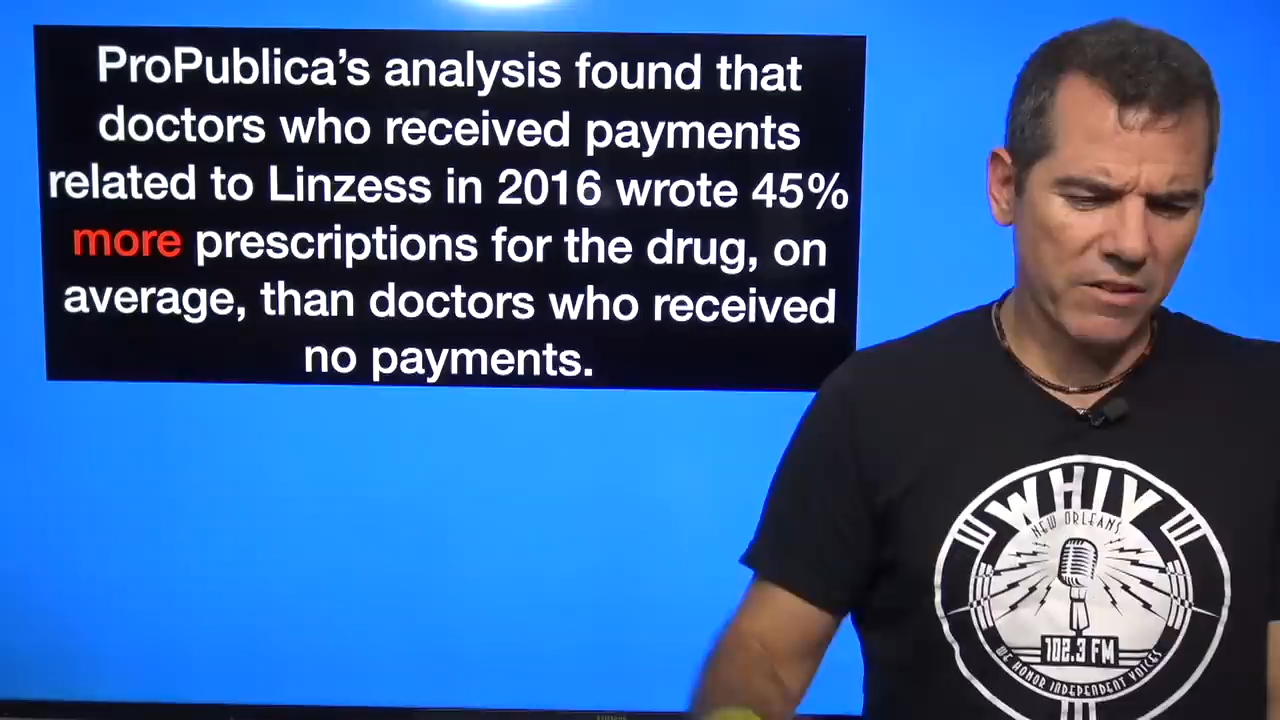 ProPublica’s analysis found that
doctors who received payments
related to Linzess in 2016 wrote 45%
more prescriptions for the drug, on
average, than doctors who received
no payments.
WHIV
NEW ORLEANS
102.3 FM
WE HONOR INDEPENDENT VOICES